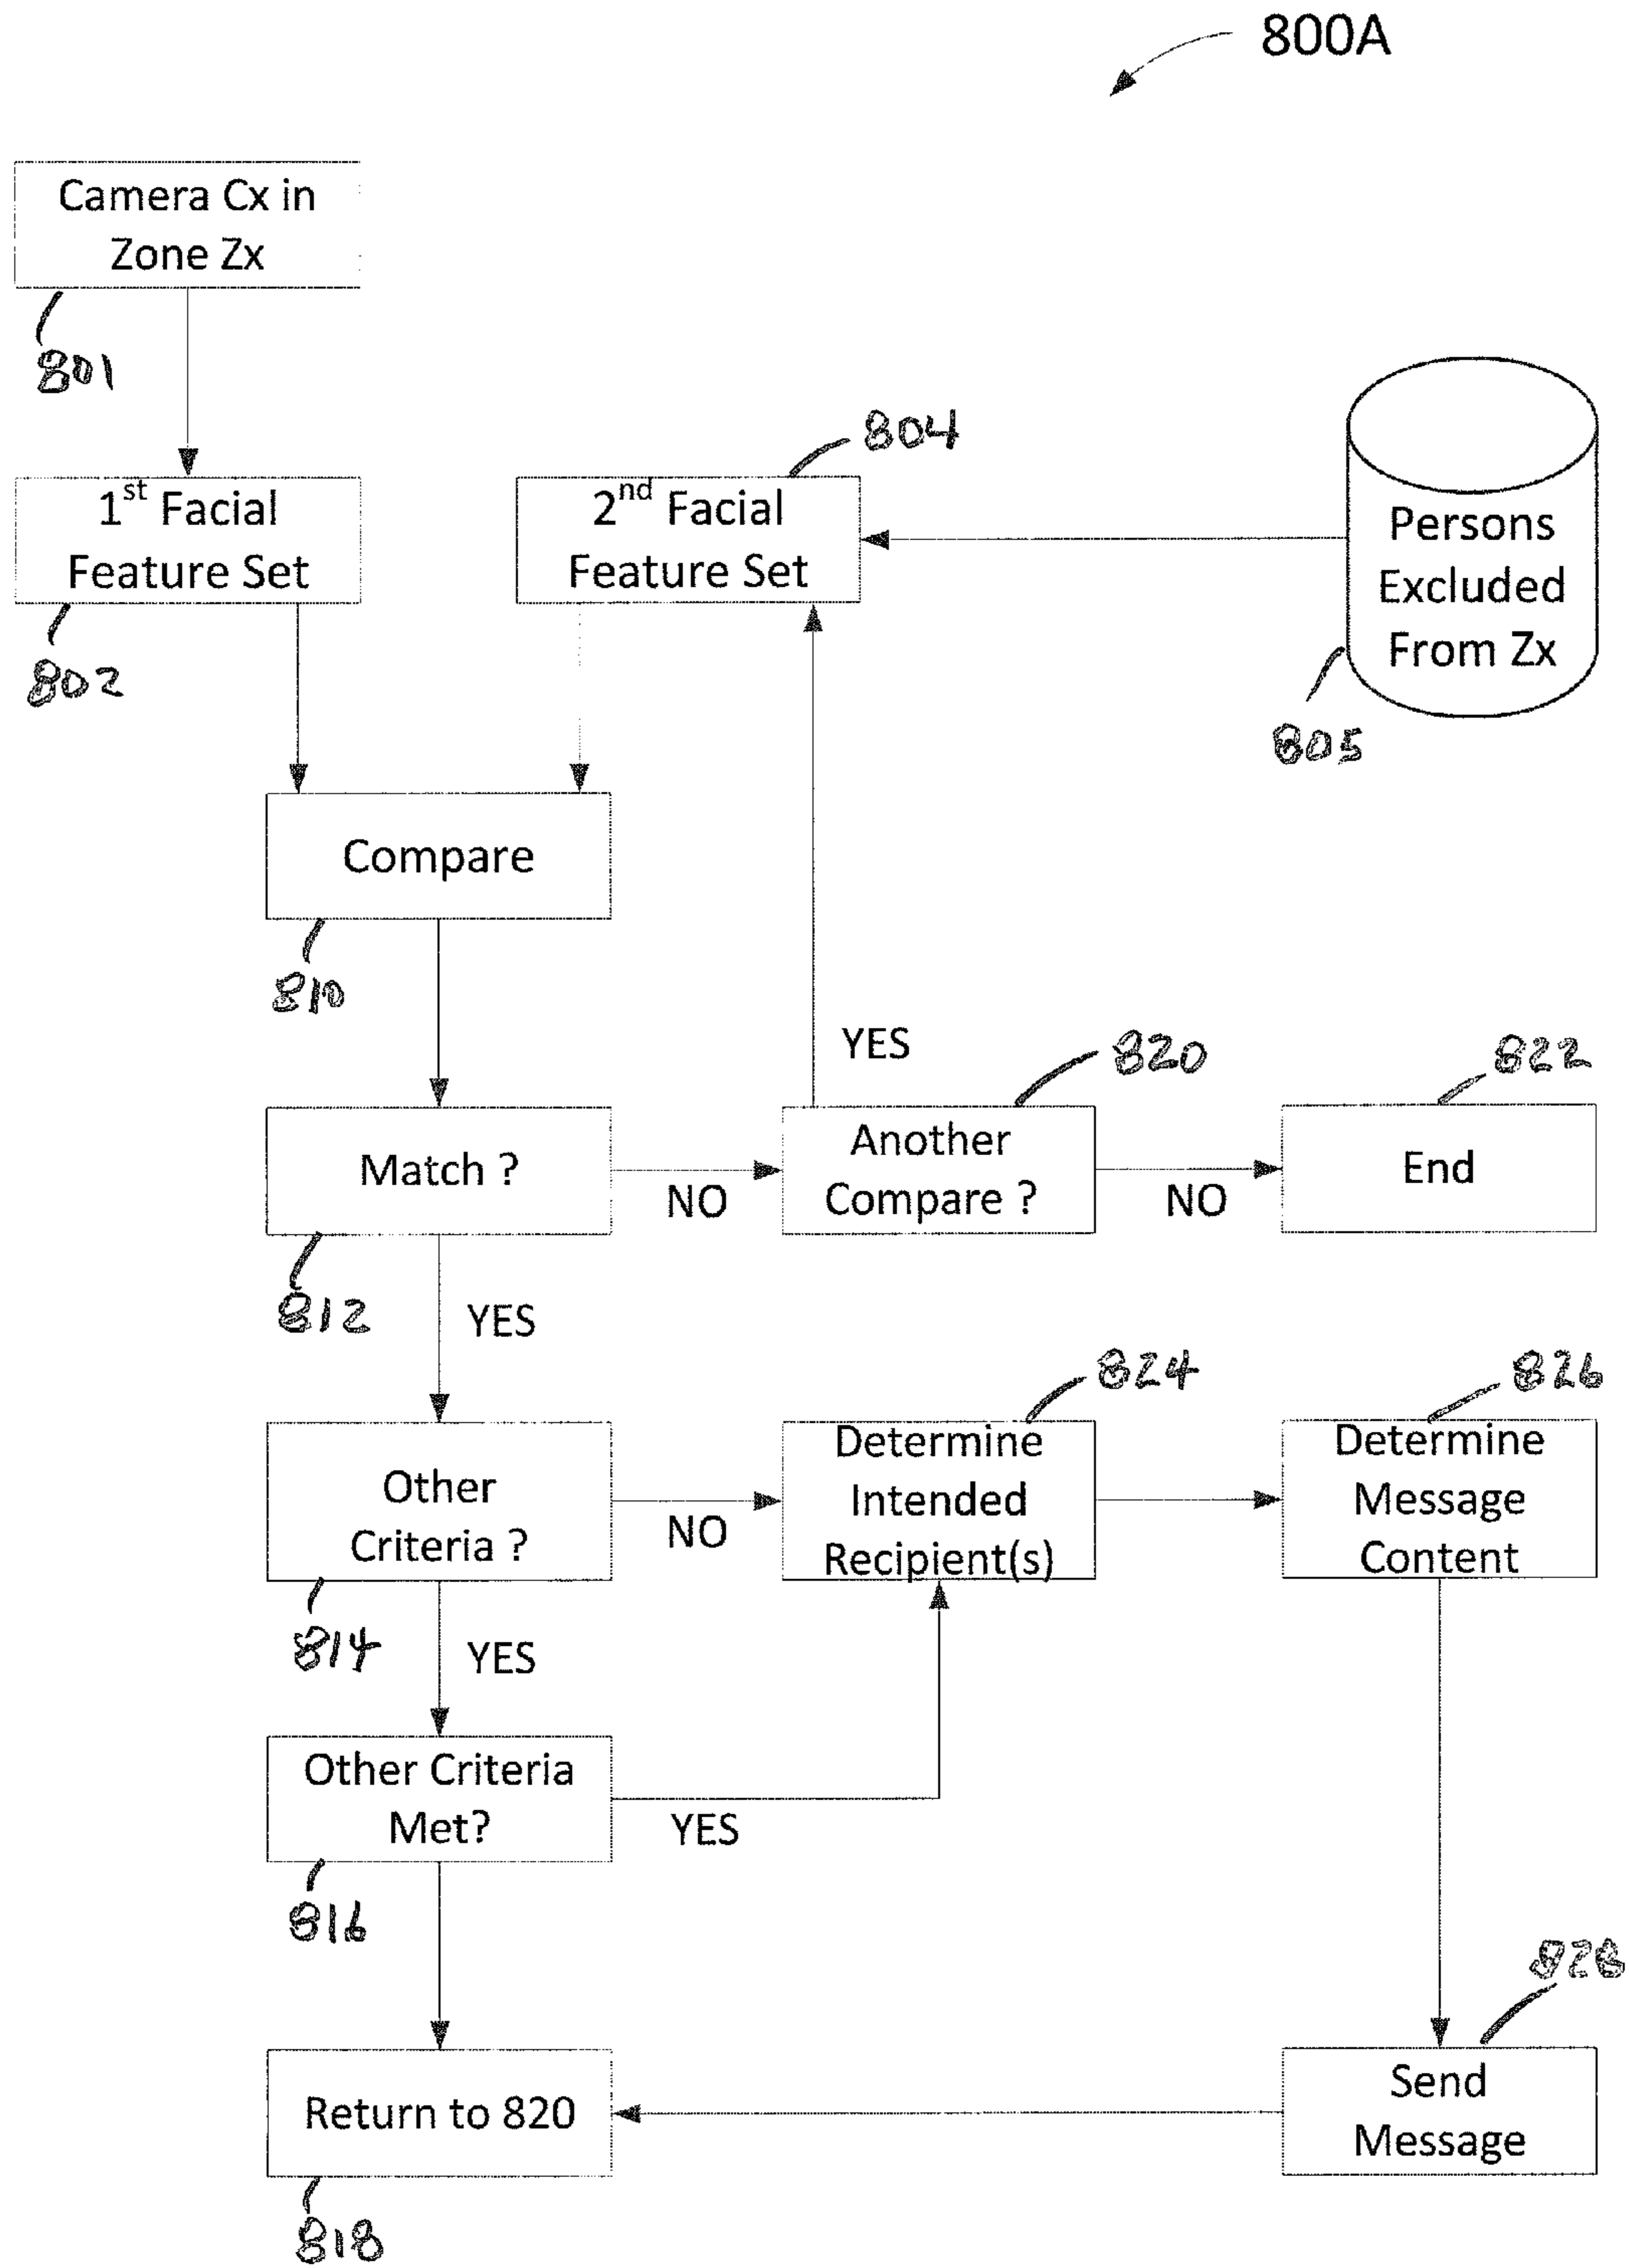 800A
Camera Cx in
Zone Zx
801
804
1st Facial
Feature Set
802
2nd Facial
Feature Set
Persons
Excluded
From Zx
805
Compare
810
YES
820
822
Match ?
NO
Another
Compare ?
NO
End
812
YES
824
826
Other
Criteria ?
NO
Determine
Intended
Recipient(s)
Determine
Message
Content
814
YES
Other Criteria
Met?
YES
816
828
Return to 820
Send
Message
818